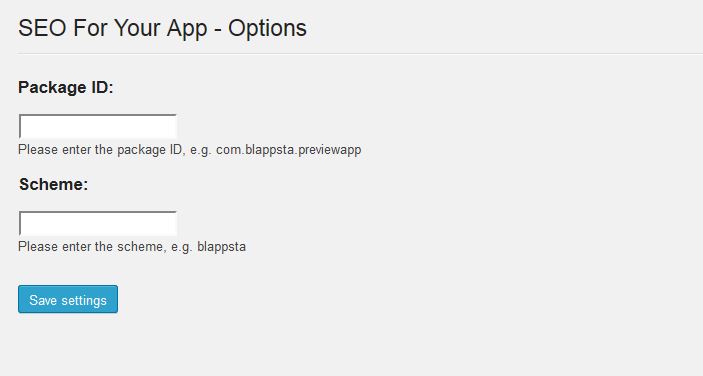 SEO For Your App - Options
Package ID:
Please enter the package ID, e.g. com.blappsta.previewapp
Scheme:
Please enter the scheme, e.g. blappsta
Save settings